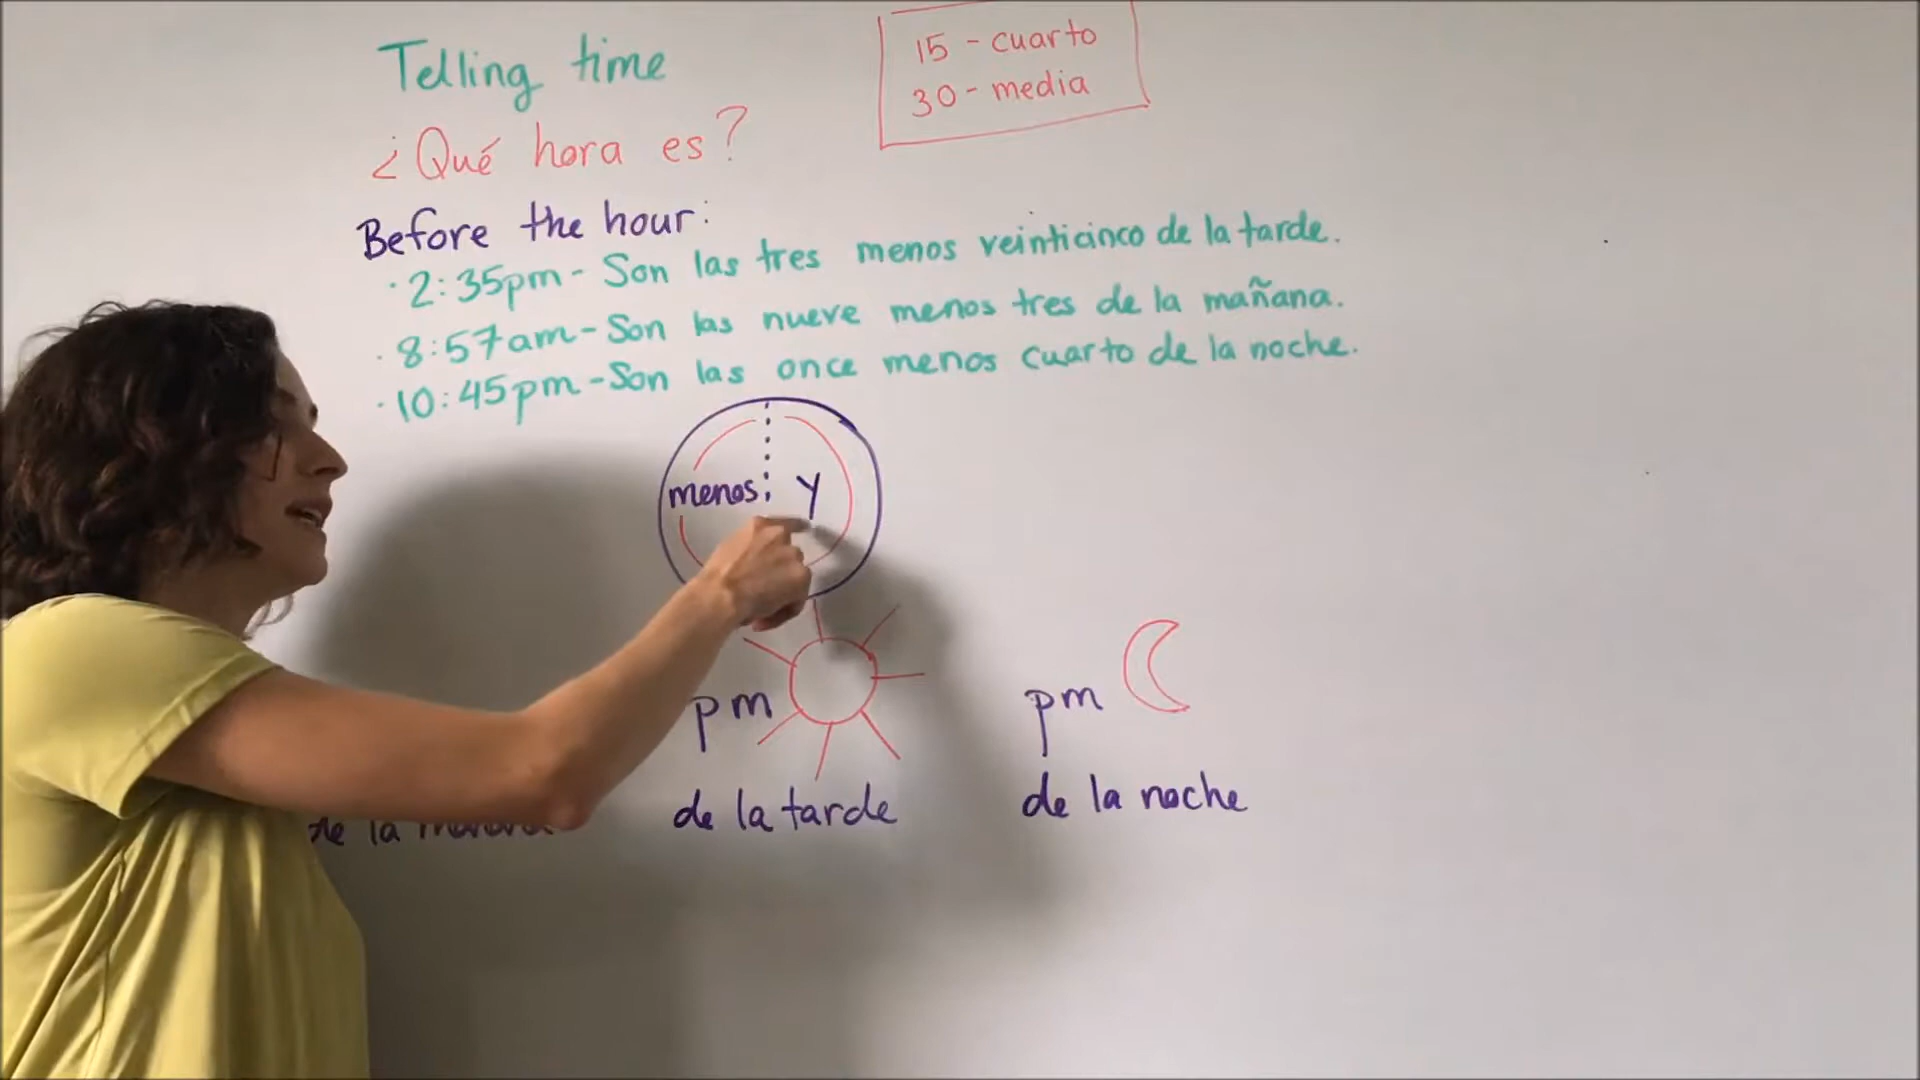 Telling time
15 - cuarto
30 - media
¿Qué hora es?
Before the hour:
· 2:35pm - Son las tres menos veinticinco de la tarde.
· 8:57am - Son las nueve menos tres de la mañana.
· 10:45pm - Son las once menos cuarto de la noche.
menos y
pm
pm
de la
de la tarde
de la noche